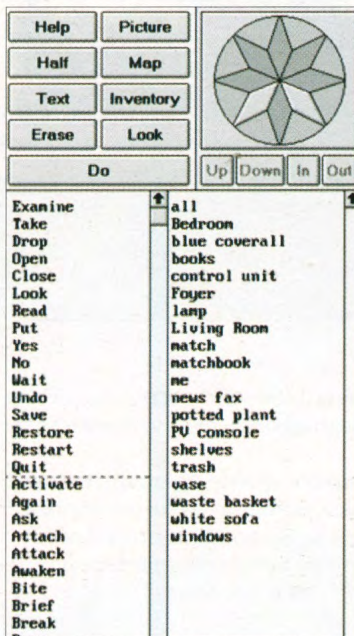 Help Picture
Half Map
Text Inventory
Erase Look
Do
Up Down In Out
Examine
Take
Drop
Open
Close
Look
Read
Put
Yes
No
Wait
Undo
Save
Restore
Restart
Quit
Activate
Again
Ask
Attach
Attack
Awaken
Bite
Brief
Break
all
Bedroom
blue coverall
books
control unit
Foyer
lamp
Living Room
match
matchbook
me
news fax
potted plant
PV console
shelves
trash
vase
waste basket
white sofa
windows